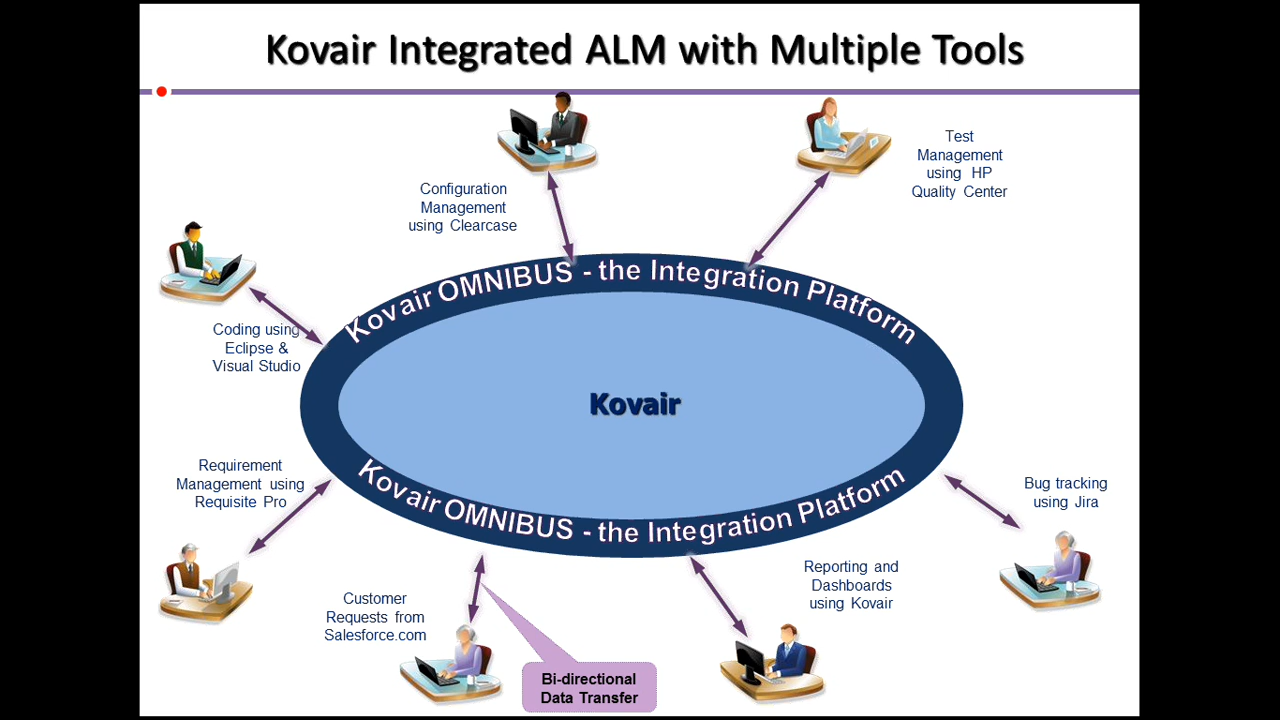 Kovair Integrated ALM with Multiple Tools
Test
Management
using HP
Quality Center
Configuration
Management
using Clearcase
Kovair OMNIBUS - the Integration Platform
Coding using
Eclipse &
Visual Studio
Kovair
Requirement
Management using
Requisite Pro
Kovair OMNIBUS - the Integration Platform
Bug tracking
using Jira
Reporting and
Dashboards
using Kovair
Customer
Requests from
Salesforce.com
Bi-directional
Data Transfer